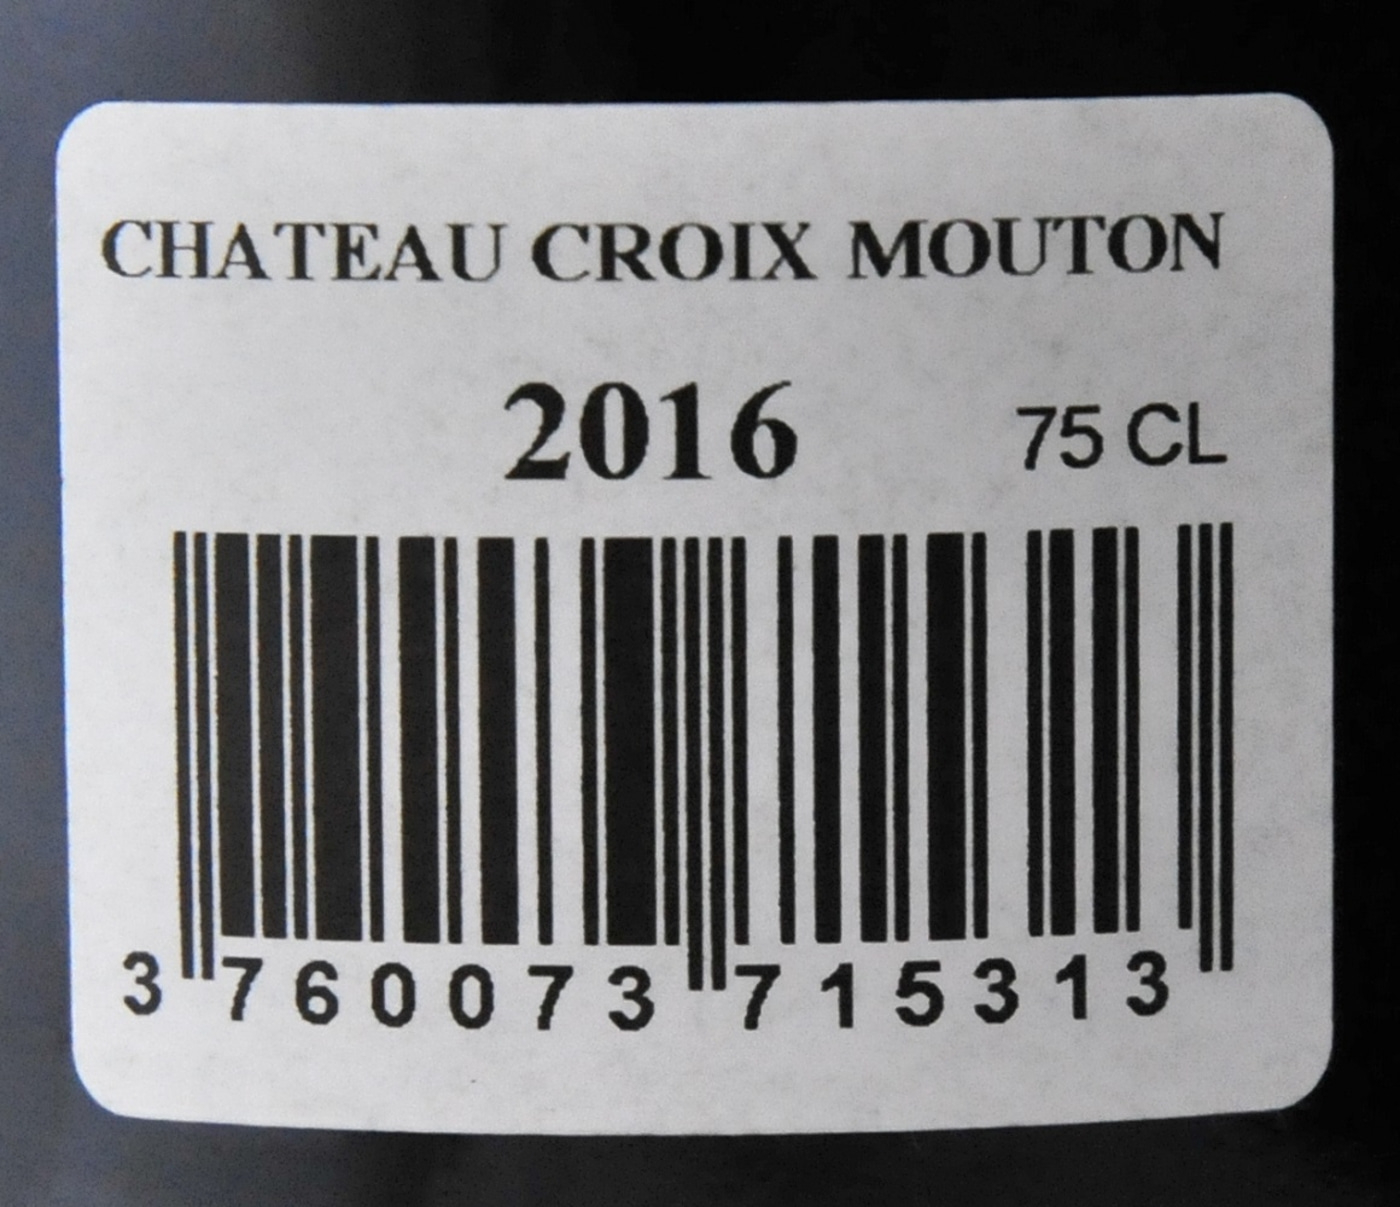 CHATEAU CROIX MOUTON
2016 75 CL
3 760073 715313